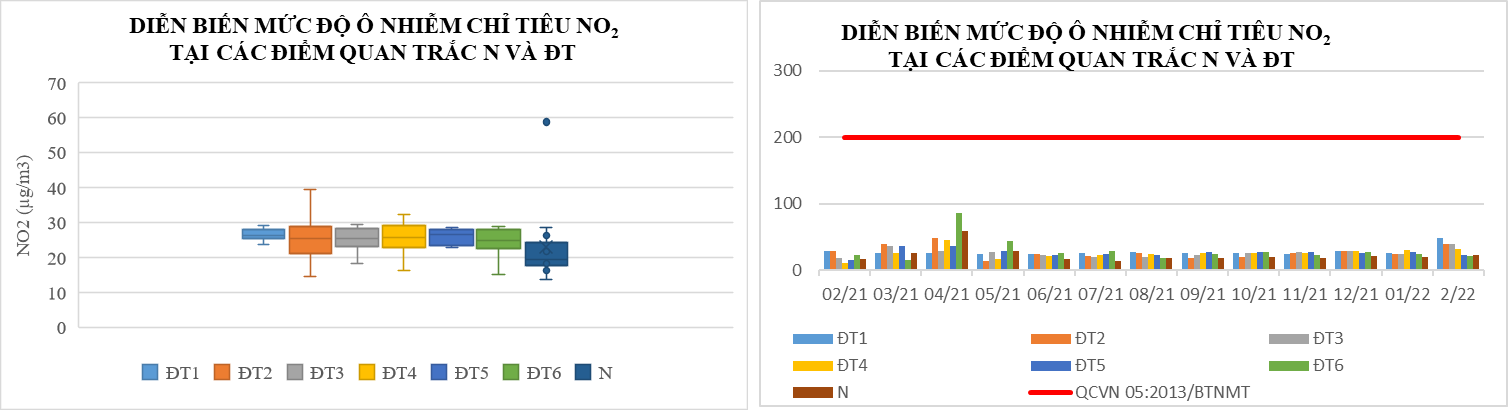 DIỄN BIẾN MỨC ĐỘ Ô NHIỄM CHỈ TIÊU NO₂
TẠI CÁC ĐIỂM QUAN TRẮC N VÀ ĐT
NO2 (µg/m3)
70
60
50
40
30
20
10
0
ĐT1 ĐT2 ĐT3 ĐT4 ĐT5 ĐT6 N
DIỄN BIẾN MỨC ĐỘ Ô NHIỄM CHỈ TIÊU NO₂
TẠI CÁC ĐIỂM QUAN TRẮC N VÀ ĐT
300
200
100
0
02/21 03/21 04/21 05/21 06/21 07/21 08/21 09/21 10/21 11/21 12/21 01/22 2/22
ĐT1 ĐT2 ĐT3
ĐT4 ĐT5 ĐT6
N QCVN 05:2013/BTNMT